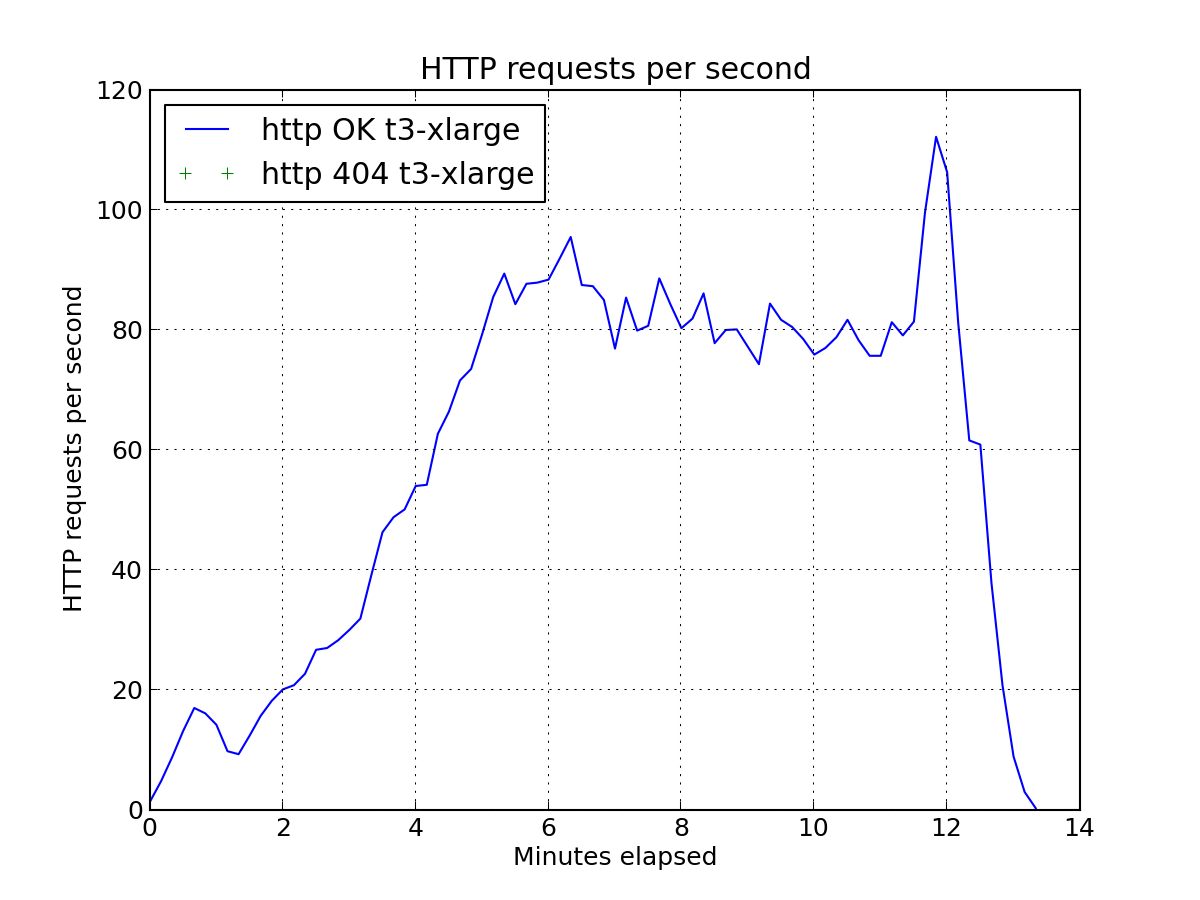 HTTP requests per second
120
http OK t3-xlarge
http 404 t3-xlarge
100
80
60
40
20
0
HTTP requests per second
0 2 4 6 8 10 12 14
Minutes elapsed